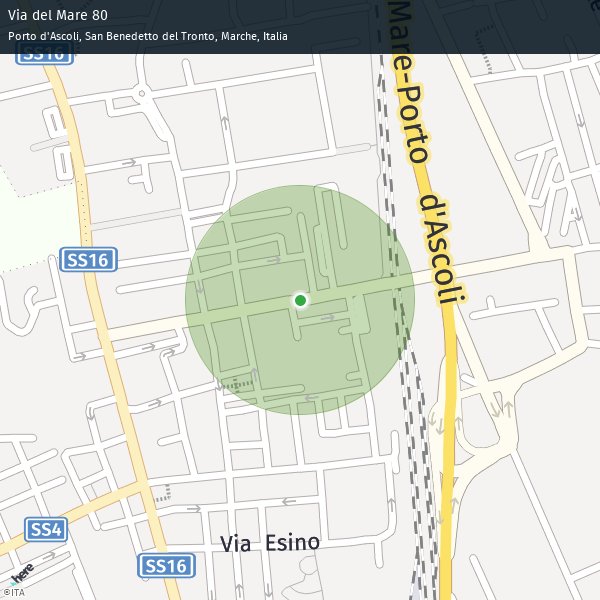 Via del Mare 80
Porto d'Ascoli, San Benedetto del Tronto, Marche, Italia
SS16
Mare-Porto d'Ascoli
SS16
SS4
Via Esino
SS16
here
©ITA